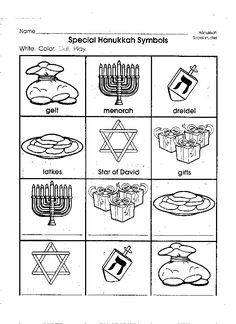 Name
Hanukkah
Special Hanukkah Symbols
Write. Color. Cut. Play.
gelt menorah dreidel
latkes Star of David gifts